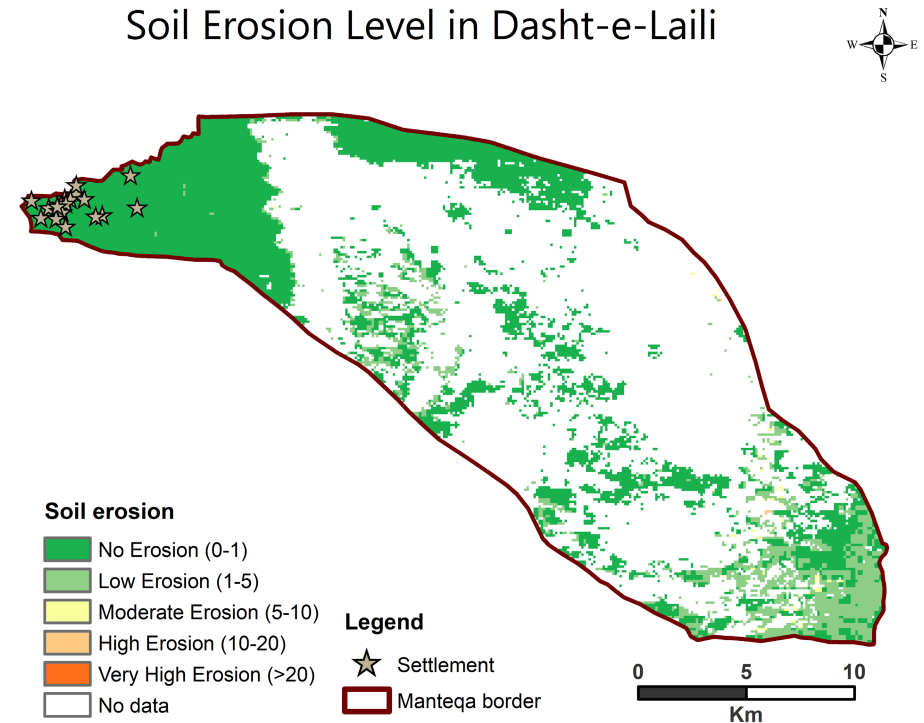 Soil Erosion Level in Dasht-e-Laili
N
W E
S
Soil erosion
No Erosion (0-1)
Low Erosion (1-5)
Moderate Erosion (5-10)
High Erosion (10-20)
Very High Erosion (>20)
No data
Legend
Settlement
Manteqa border
0 5 10
Km